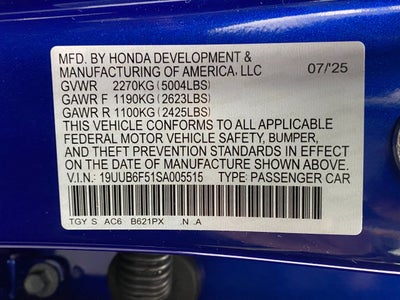 MFD. BY HONDA DEVELOPMENT &
MANUFACTURING OF AMERICA, LLC 07/'25
GVWR 2270KG (5004LBS)
GAWR F 1190KG (2623LBS)
GAWR R 1100KG (2425LBS)
THIS VEHICLE CONFORMS TO ALL APPLICABLE
FEDERAL MOTOR VEHICLE SAFETY, BUMPER,
AND THEFT PREVENTION STANDARDS IN EFFECT
ON THE DATE OF MANUFACTURE SHOWN ABOVE.
V.I.N.: 19UUB6F51SA005515 TYPE: PASSENGER CAR
TGY S AC6 B621PX .N .A